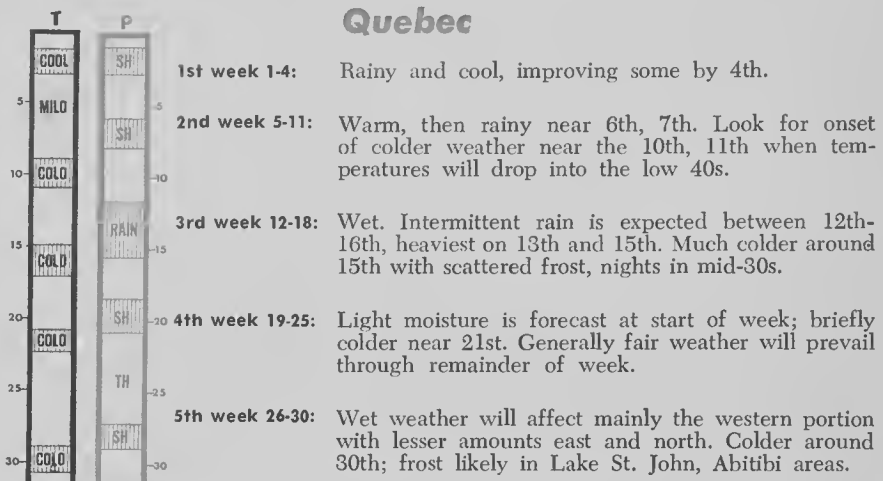 Quebec
T P
COOL SH
1st week 1-4: Rainy and cool, improving some by 4th.
5 MILD 5
SH
2nd week 5-11: Warm, then rainy near 6th, 7th. Look for onset
of colder weather near the 10th, 11th when tem-
peratures will drop into the low 40s.
10 COLD 10
RAIN
3rd week 12-18: Wet. Intermittent rain is expected between 12th-
16th, heaviest on 13th and 15th. Much colder around
15th with scattered frost, nights in mid-30s.
15 COLD 15
20 SH 20
4th week 19-25: Light moisture is forecast at start of week; briefly
colder near 21st. Generally fair weather will prevail
through remainder of week.
COLD
25 TH 25
5th week 26-30: Wet weather will affect mainly the western portion
with lesser amounts east and north. Colder around
30th; frost likely in Lake St. John, Abitibi areas.
SH
30 COLD 30